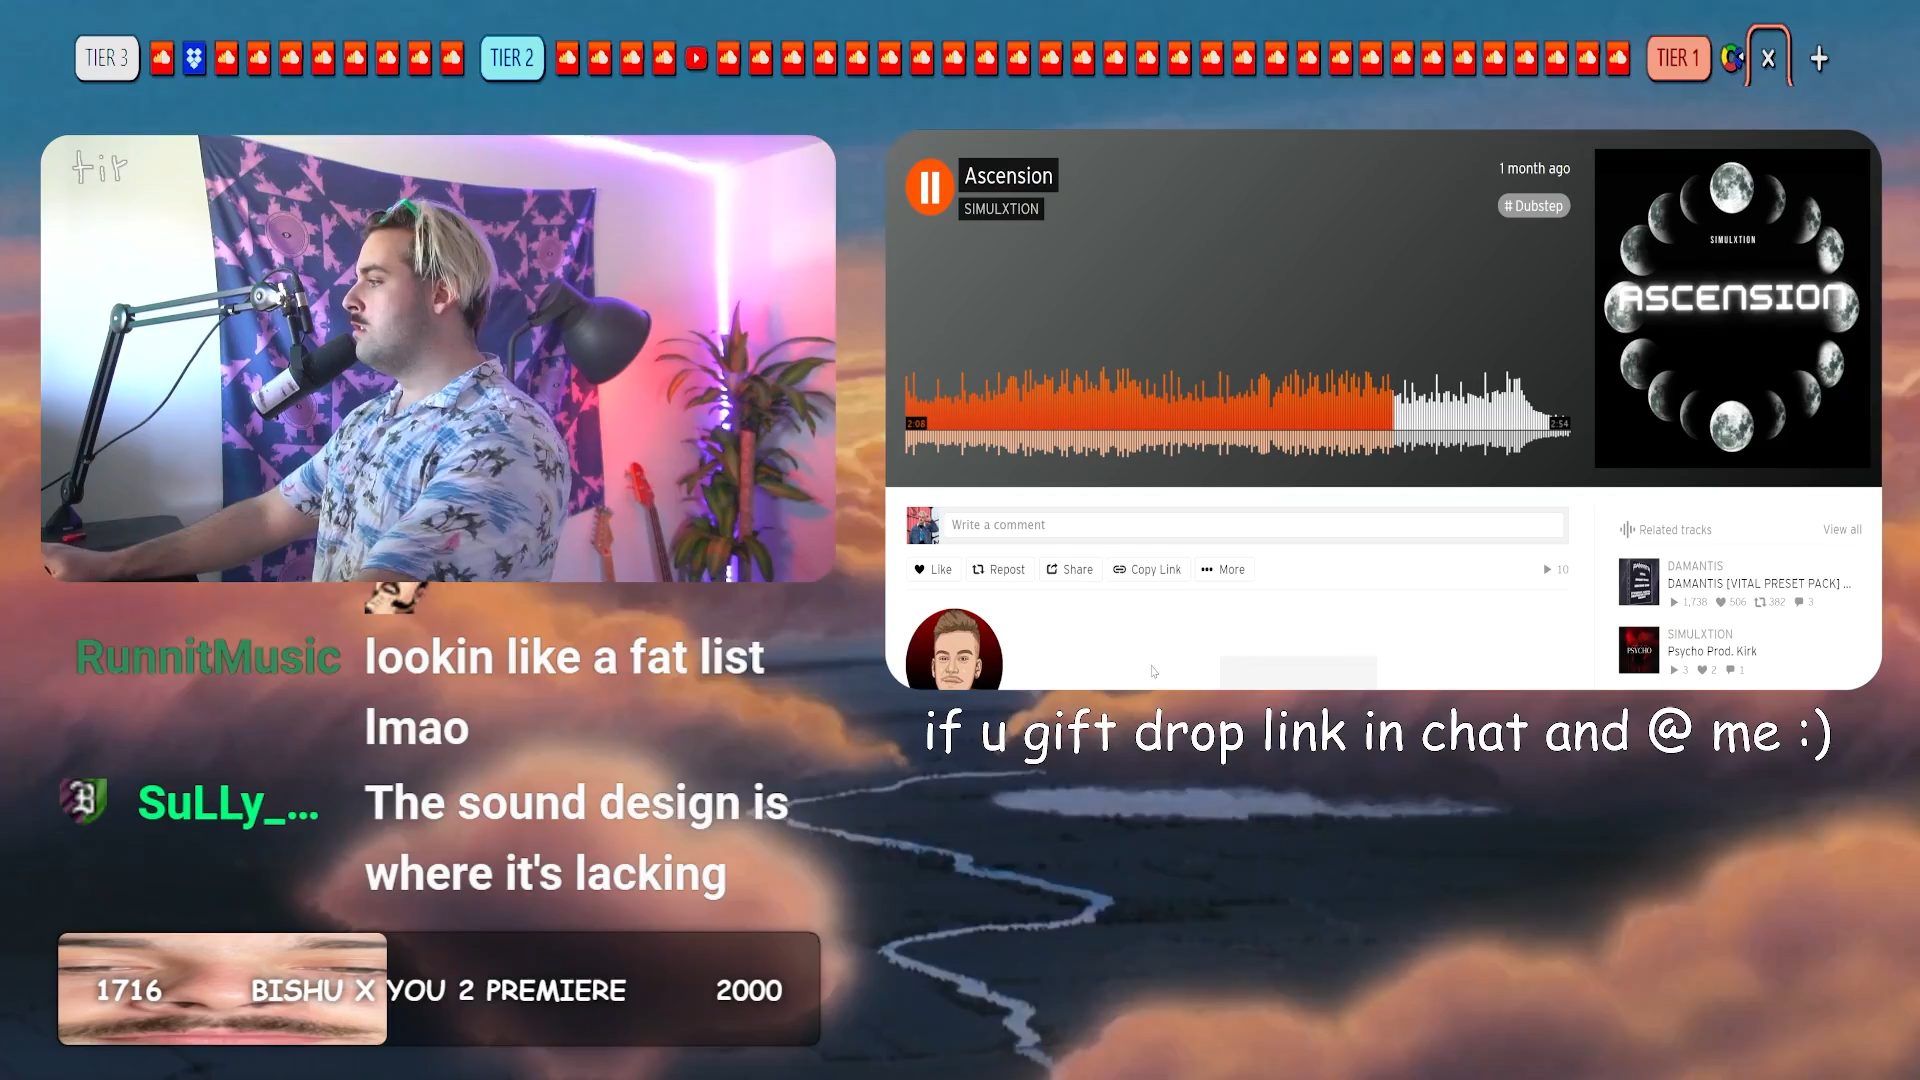 TIER 3
TIER 2
TIER 1
X
+
tir
Ascension
SIMULXTION
1 month ago
# Dubstep
SIMULXTION
ASCENSION
2:08
2:54
Write a comment
Like
Repost
Share
Copy Link
More
10
Related tracks
View all
DAMANTIS
DAMANTIS [VITAL PRESET PACK] ...
1,738
506
382
3
SIMULXTION
Psycho Prod. Kirk
3
2
1
PSYCHO
if u gift drop link in chat and @ me :)
RunnitMusic lookin like a fat list
lmao
SuLLy_... The sound design is
where it's lacking
1716 BISHU X YOU 2 PREMIERE 2000